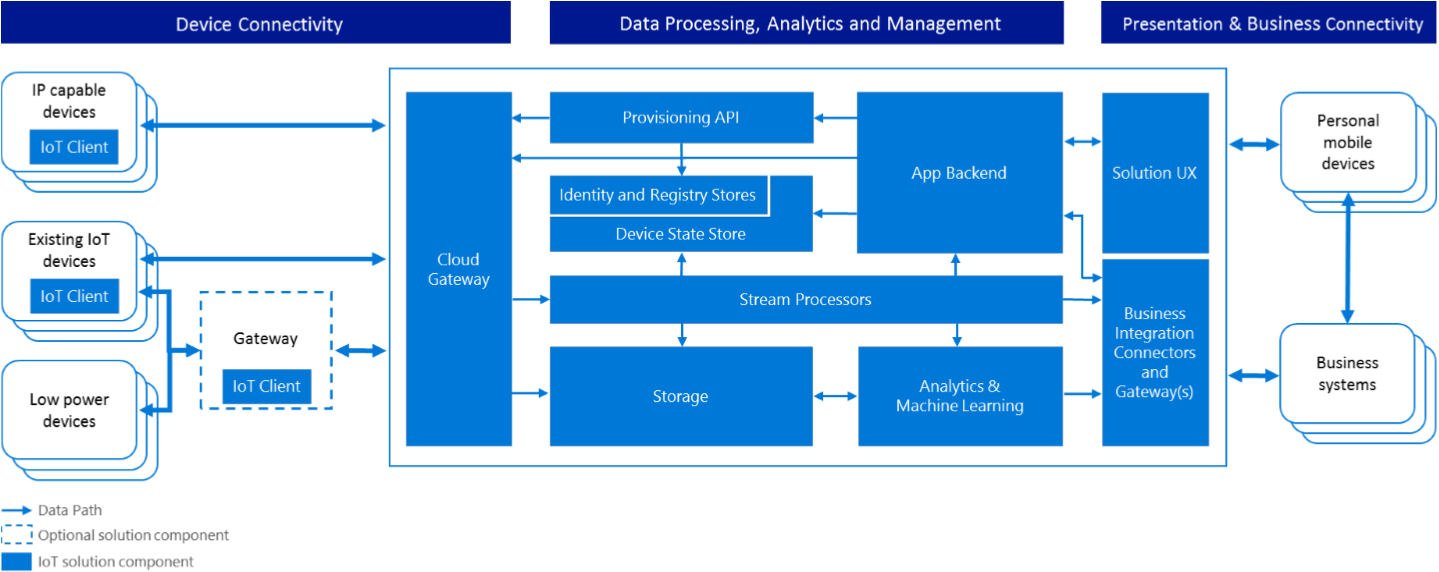 Device Connectivity
Data Processing, Analytics and Management
Presentation & Business Connectivity
IP capable
devices
IoT Client
Existing IoT
devices
IoT Client
Low power
devices
Gateway
IoT Client
Cloud
Gateway
Provisioning API
Identity and Registry Stores
Device State Store
App Backend
Stream Processors
Storage
Analytics &
Machine Learning
Solution UX
Business
Integration
Connectors
and
Gateway(s)
Personal
mobile
devices
Business
systems
Data Path
Optional solution component
IoT solution component